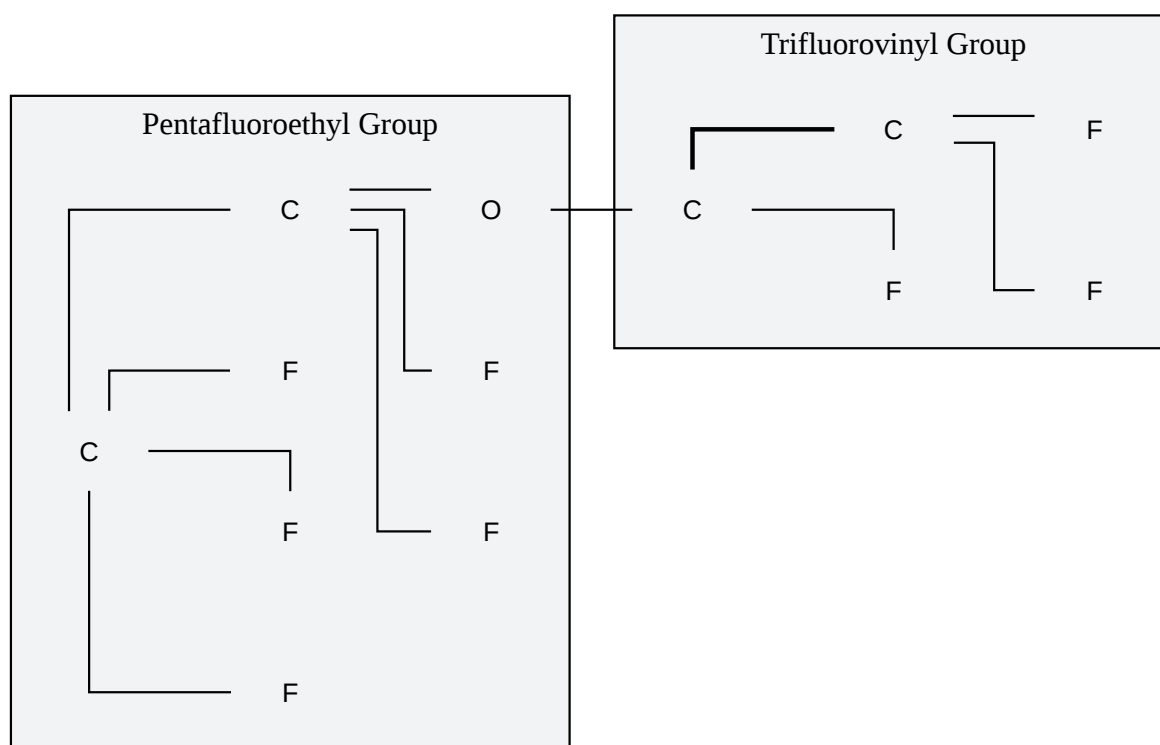 Trifluorovinyl Group
C F
C
F F
Pentafluoroethyl Group
C O
F F
C
F F
F